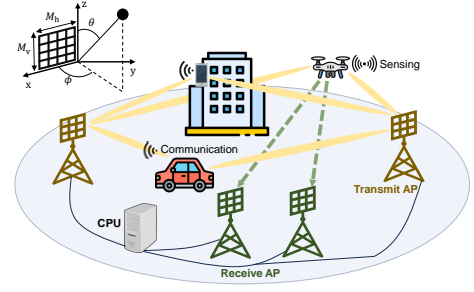 M_h
z
θ
M_v
y
x
ϕ
Sensing
Communication
Transmit AP
CPU
Receive AP